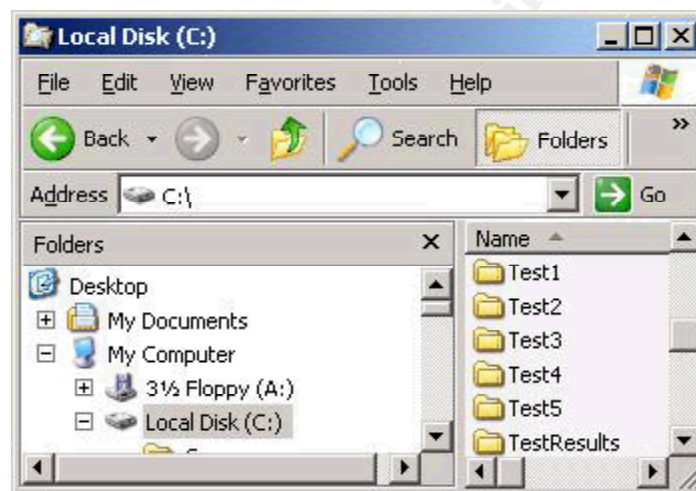 Local Disk (C:)
File Edit View Favorites Tools Help
Back Search Folders »
Address C:\ Go
Folders
Name
Desktop
My Documents
My Computer
3½ Floppy (A:)
Local Disk (C:)
Test1
Test2
Test3
Test4
Test5
TestResults